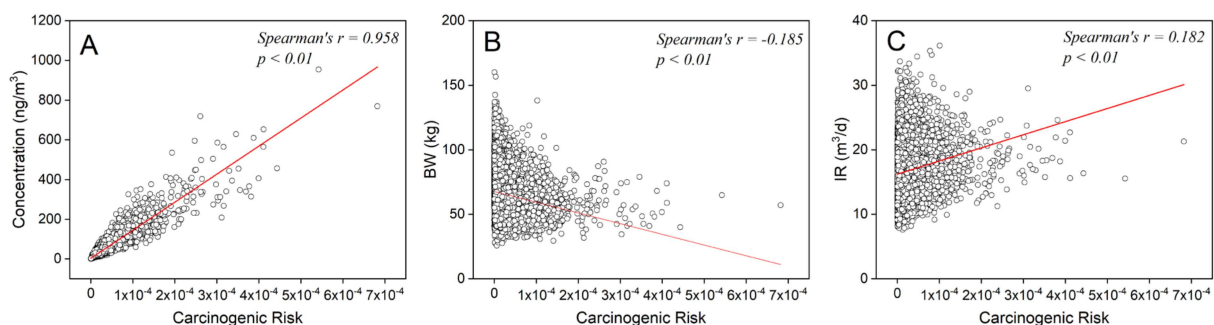 A
Spearman's r = 0.958
p < 0.01
Concentration (ng/m³)
1200
1000
800
600
400
200
0
0 1x10⁻⁴ 2x10⁻⁴ 3x10⁻⁴ 4x10⁻⁴ 5x10⁻⁴ 6x10⁻⁴ 7x10⁻⁴
Carcinogenic Risk
B
Spearman's r = -0.185
p < 0.01
BW (kg)
200
150
100
50
0
0 1x10⁻⁴ 2x10⁻⁴ 3x10⁻⁴ 4x10⁻⁴ 5x10⁻⁴ 6x10⁻⁴ 7x10⁻⁴
Carcinogenic Risk
C
Spearman's r = 0.182
p < 0.01
IR (m³/d)
40
30
20
10
0
0 1x10⁻⁴ 2x10⁻⁴ 3x10⁻⁴ 4x10⁻⁴ 5x10⁻⁴ 6x10⁻⁴ 7x10⁻⁴
Carcinogenic Risk